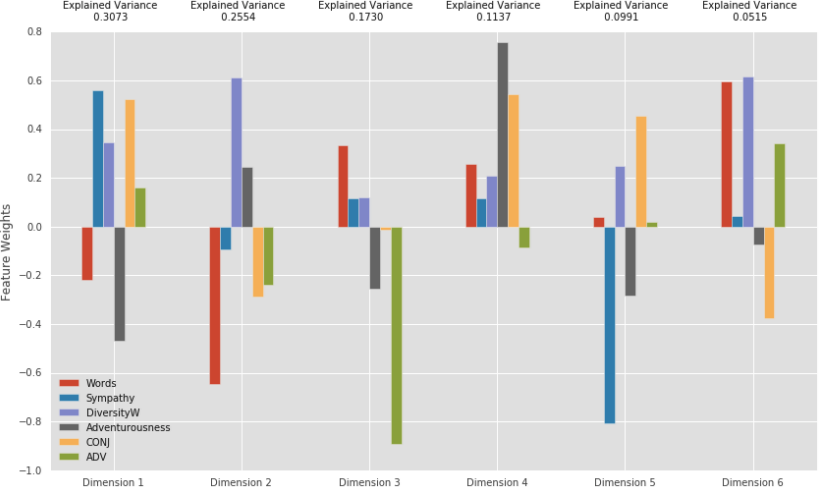 Explained Variance Explained Variance Explained Variance Explained Variance Explained Variance Explained Variance
0.3073 0.2554 0.1730 0.1137 0.0991 0.0515
0.8
0.6
0.4
0.2
0.0
−0.2
−0.4
−0.6
−0.8
−1.0
Feature Weights
Words
Sympathy
DiversityW
Adventurousness
CONJ
ADV
Dimension 1 Dimension 2 Dimension 3 Dimension 4 Dimension 5 Dimension 6